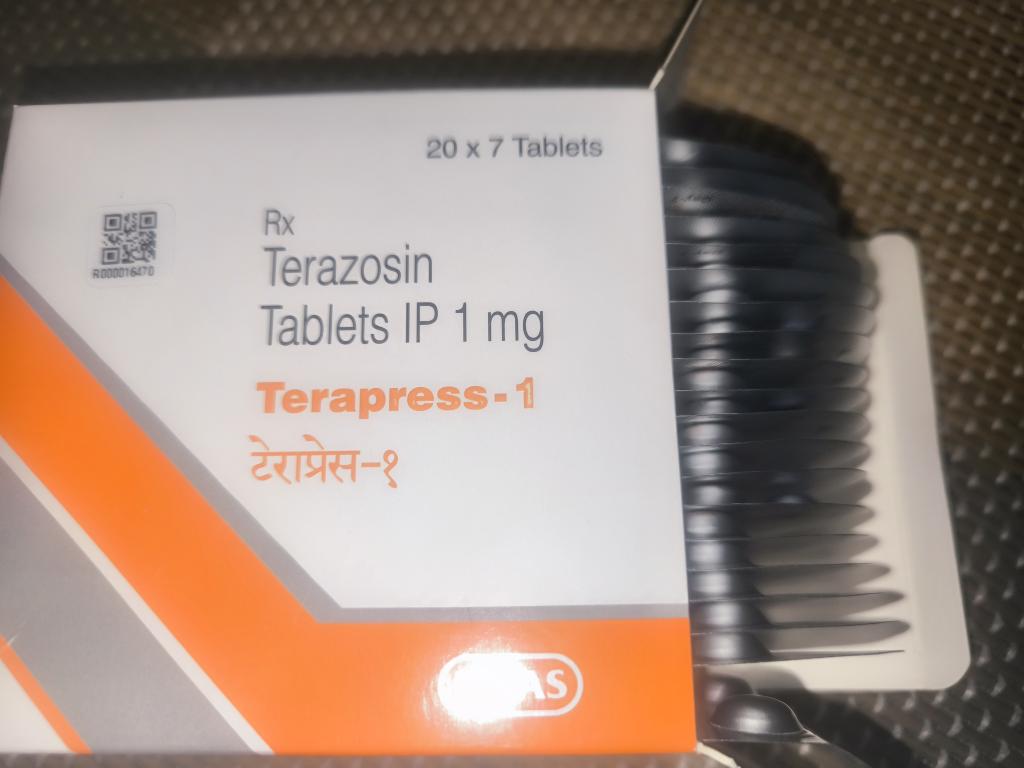 20 x 7 Tablets
R000016470
Rx
Terazosin
Tablets IP 1 mg
Terapress-1
टेराप्रेस-१